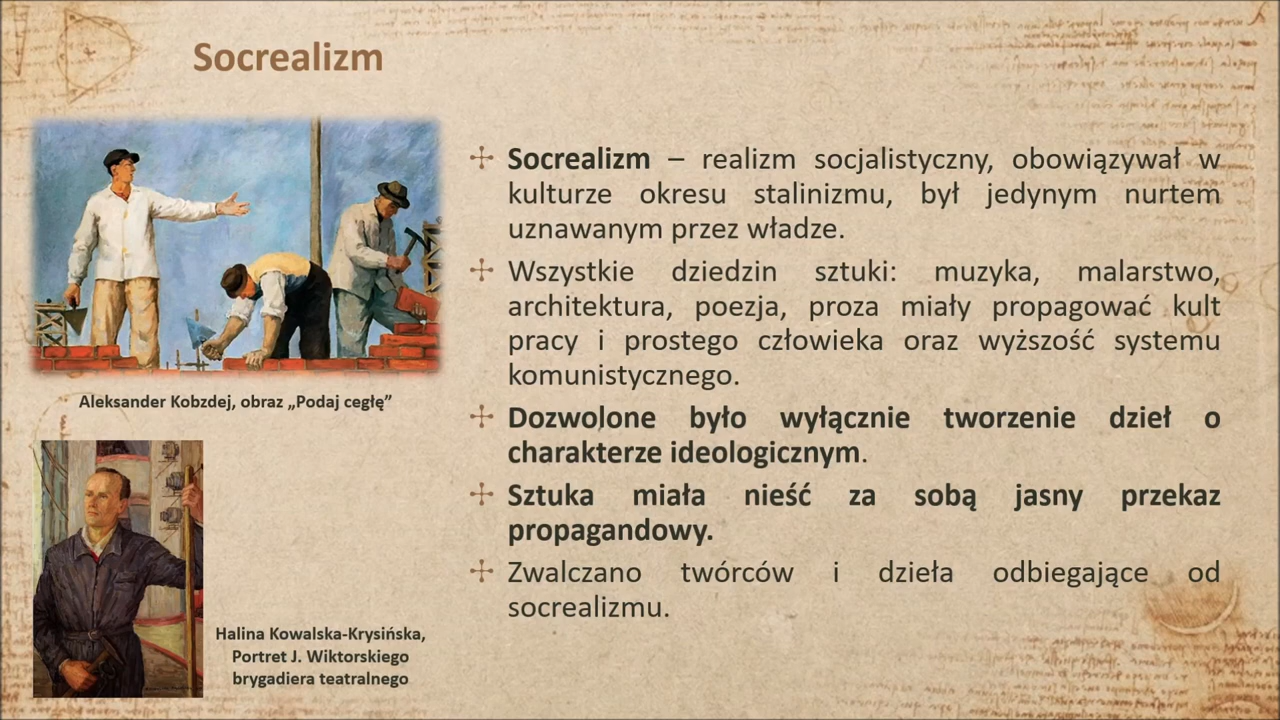 Socrealizm
Socrealizm – realizm socjalistyczny, obowiązywał w
kulturze okresu stalinizmu, był jedynym nurtem
uznawanym przez władze.
Wszystkie dziedzin sztuki: muzyka, malarstwo,
architektura, poezja, proza miały propagować kult
pracy i prostego człowieka oraz wyższość systemu
komunistycznego.
Dozwolone było wyłącznie tworzenie dzieł o
charakterze ideologicznym.
Sztuka miała nieść za sobą jasny przekaz
propagandowy.
Zwalczano twórców i dzieła odbiegające od
socrealizmu.
Aleksander Kobzdej, obraz „Podaj cegłę”
Halina Kowalska-Krysińska,
Portret J. Wiktorskiego
brygadiera teatralnego